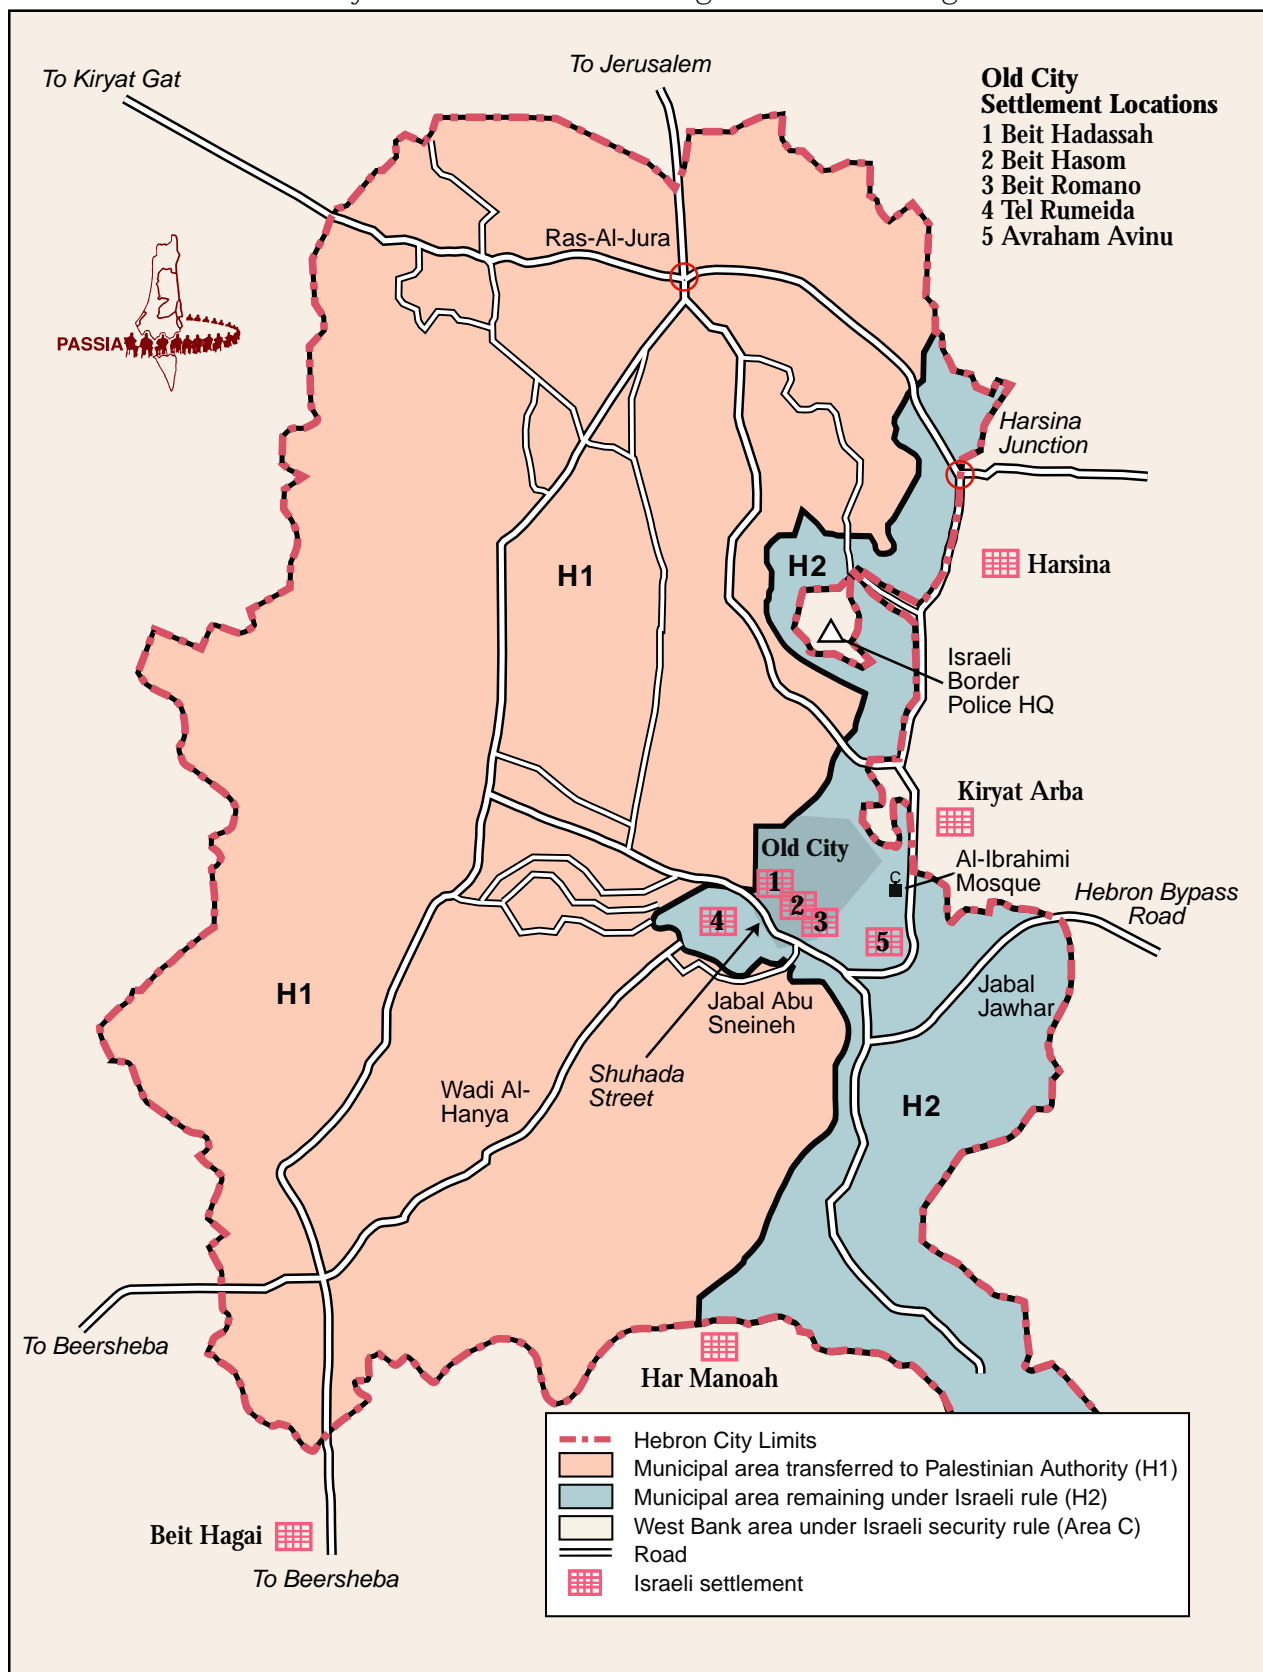 To Kiryat Gat
To Jerusalem
Old City
Settlement Locations
1 Beit Hadassah
2 Beit Hasom
3 Beit Romano
4 Tel Rumeida
5 Avraham Avinu
Ras-Al-Jura
PASSIA
Harsina
Junction
H1
H2
Harsina
Israeli
Border
Police HQ
Kiryat Arba
Old City
Al-Ibrahimi
Mosque
C
Hebron Bypass
Road
1
2
3
4
5
H1
Jabal Abu
Sneineh
Jabal
Jawhar
Shuhada
Street
Wadi Al-
Hanya
H2
To Beersheba
Har Manoah
Hebron City Limits
Municipal area transferred to Palestinian Authority (H1)
Municipal area remaining under Israeli rule (H2)
West Bank area under Israeli security rule (Area C)
Road
Israeli settlement
Beit Hagai
To Beersheba